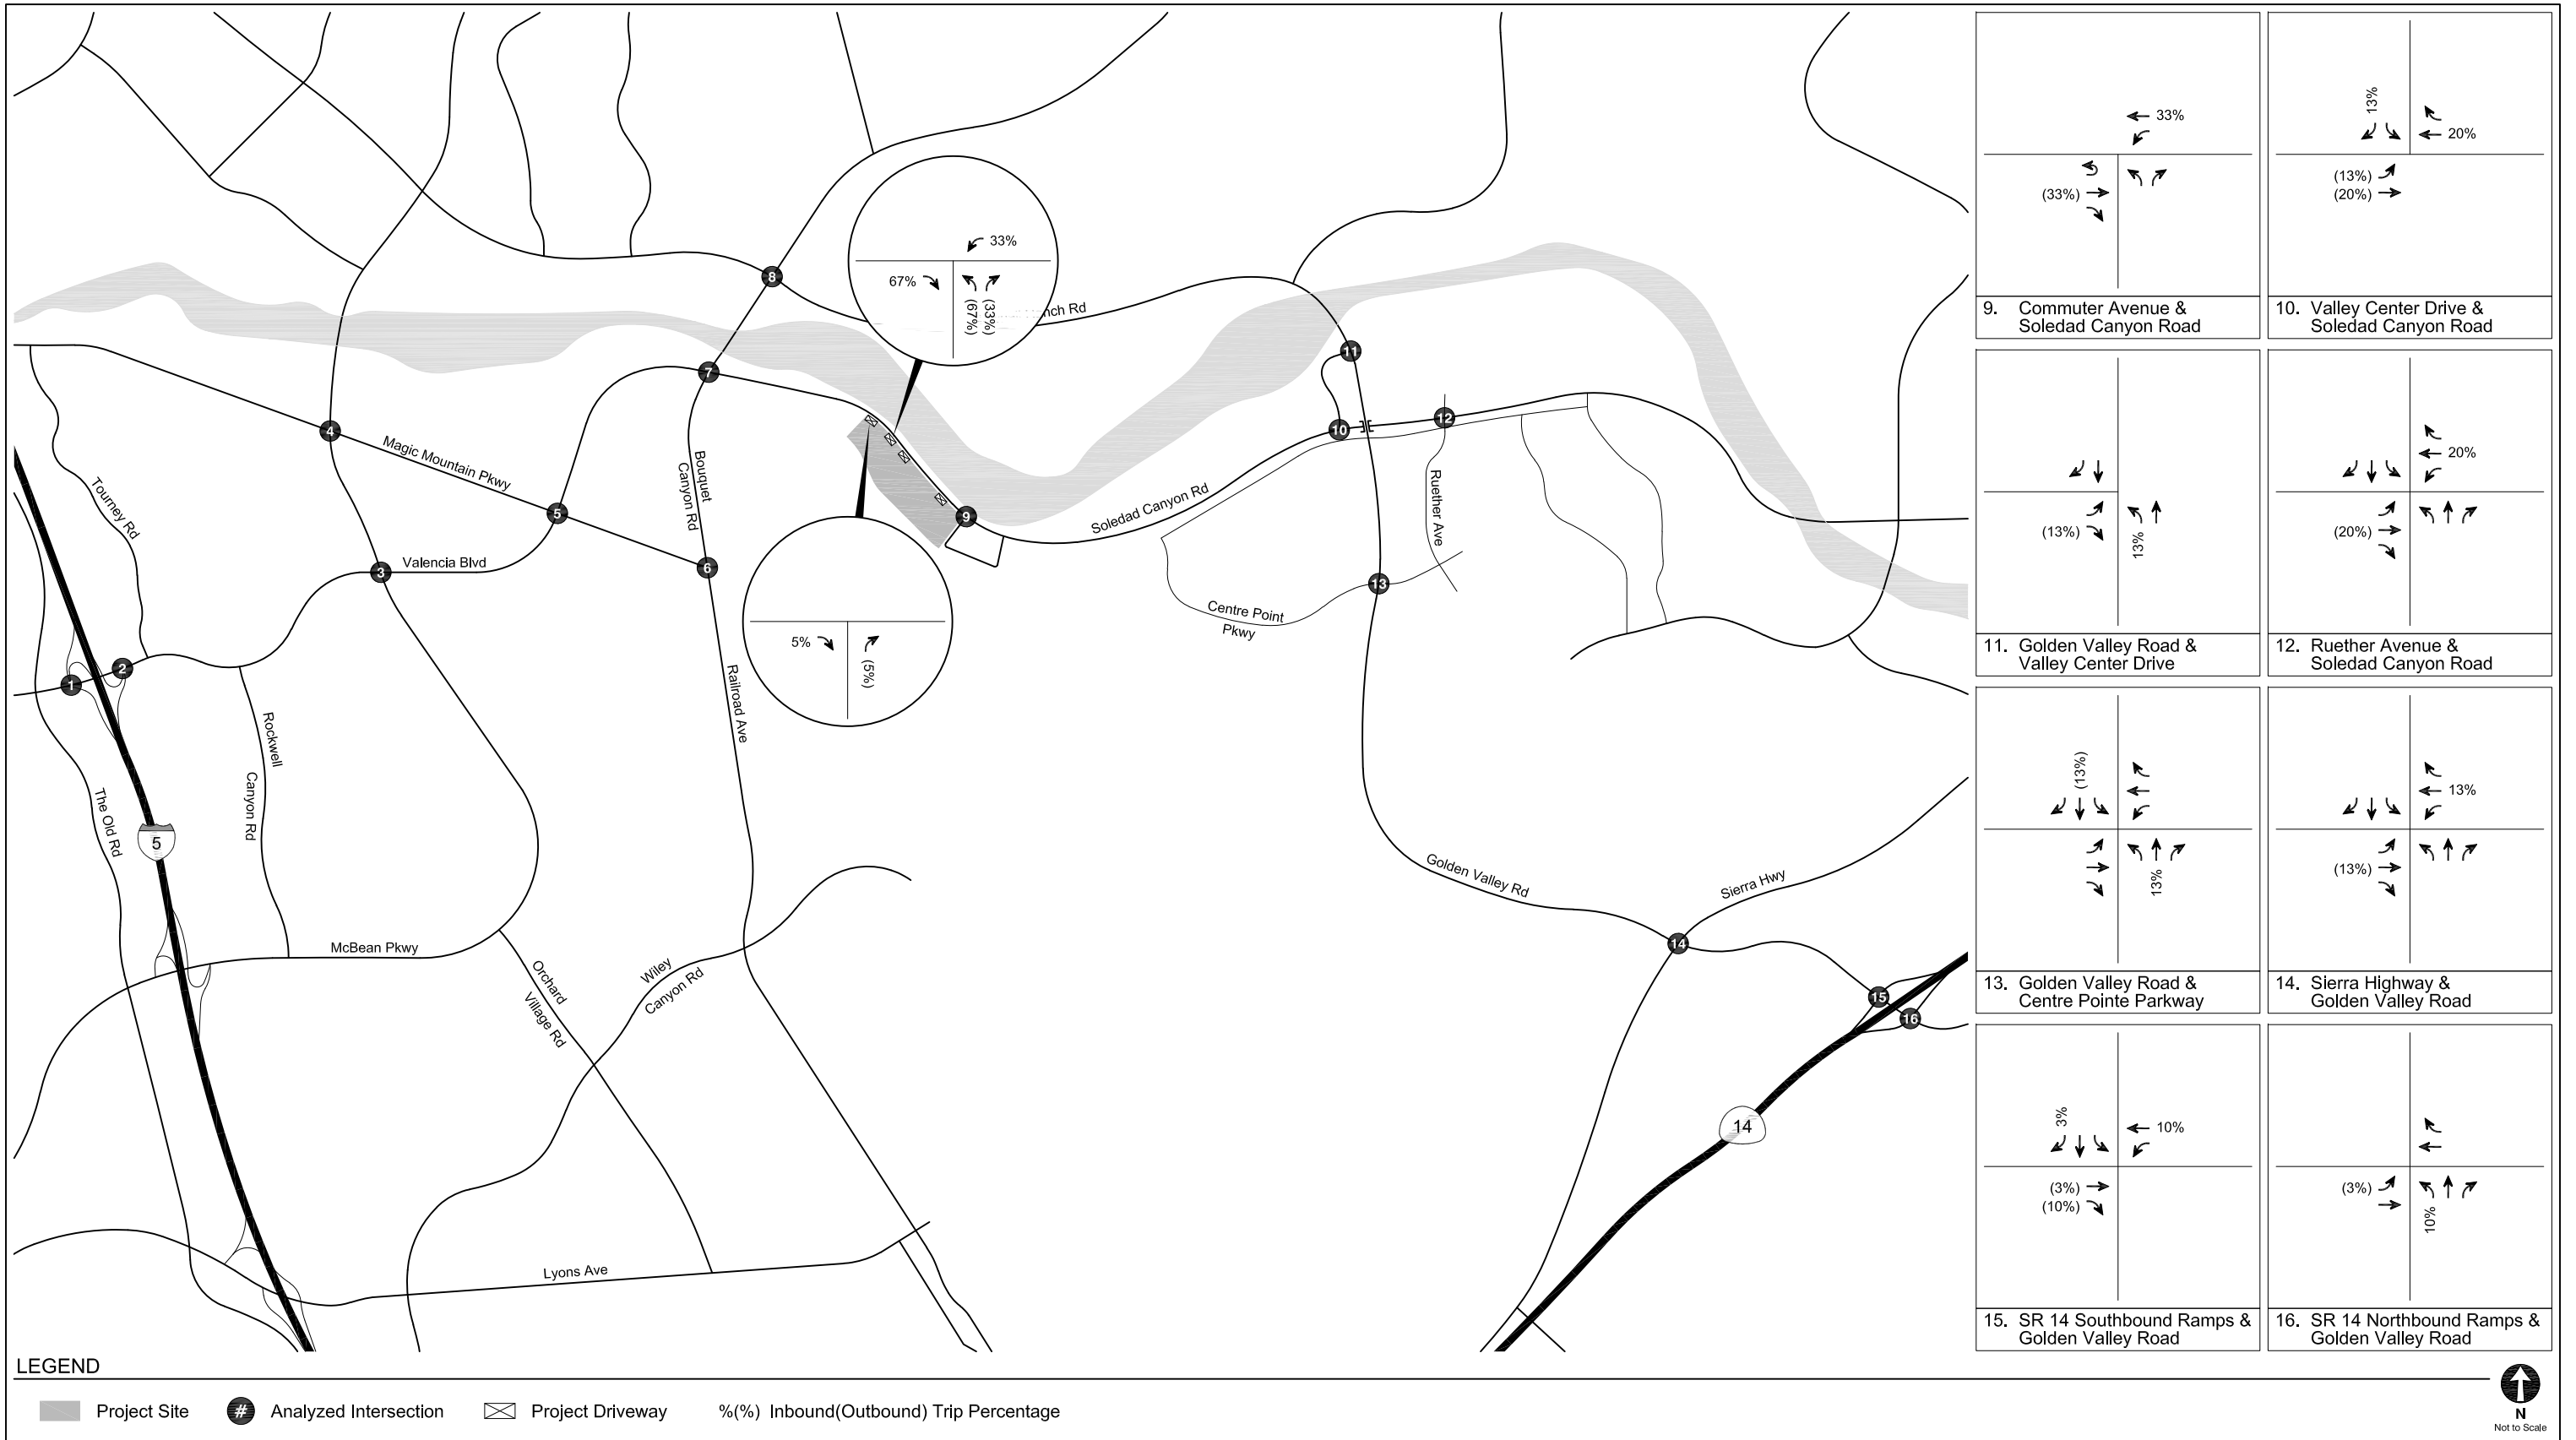 33%
67%
(67%)
(33%)
nch Rd
8
7
11
10
12
4
Magic Mountain Pkwy
Bouquet
Canyon Rd
Tourney Rd
5
9
Soledad Canyon Rd
Ruether Ave
3
Valencia Blvd
6
13
Centre Point
Pkwy
5%
(5%)
2
1
Railroad Ave
Rockwell
Canyon Rd
The Old Rd
5
Golden Valley Rd
Sierra Hwy
14
McBean Pkwy
Orchard
Village Rd
Wiley
Canyon Rd
15
16
14
Lyons Ave
33%
(33%)
9. Commuter Avenue &
Soledad Canyon Road
13%
20%
(13%)
(20%)
10. Valley Center Drive &
Soledad Canyon Road
(13%)
13%
11. Golden Valley Road &
Valley Center Drive
20%
(20%)
12. Ruether Avenue &
Soledad Canyon Road
(13%)
13%
13. Golden Valley Road &
Centre Pointe Parkway
13%
(13%)
14. Sierra Highway &
Golden Valley Road
3%
10%
(3%)
(10%)
15. SR 14 Southbound Ramps &
Golden Valley Road
(3%)
10%
16. SR 14 Northbound Ramps &
Golden Valley Road
LEGEND
Project Site
# Analyzed Intersection
Project Driveway
%(%) Inbound(Outbound) Trip Percentage
N
Not to Scale